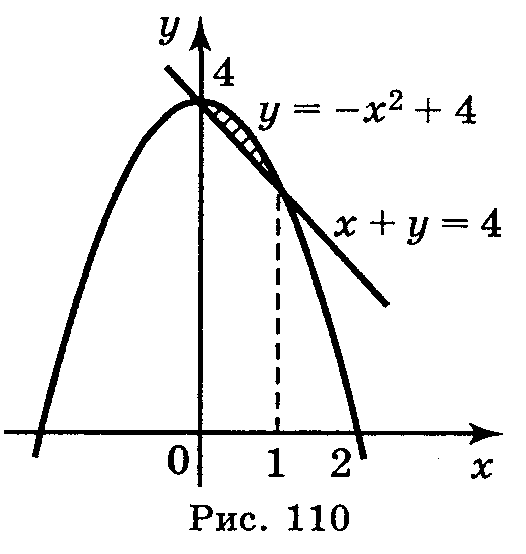 y
4
y = −x² + 4
x + y = 4
0 1 2 x
Рис. 110